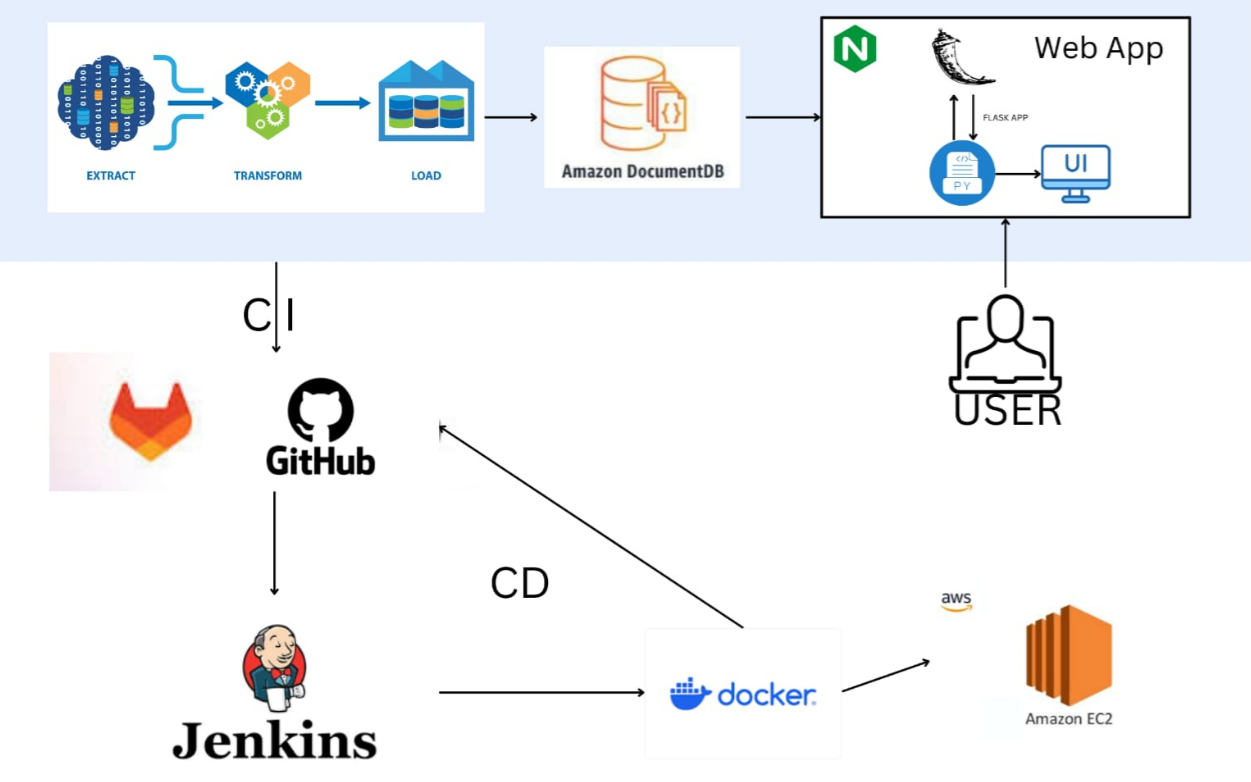 EXTRACT
TRANSFORM
LOAD
Amazon DocumentDB
{}
N
Web App
FLASK APP
</>
PY
UI
C I
USER
GitHub
CD
aws
Jenkins
docker
Amazon EC2